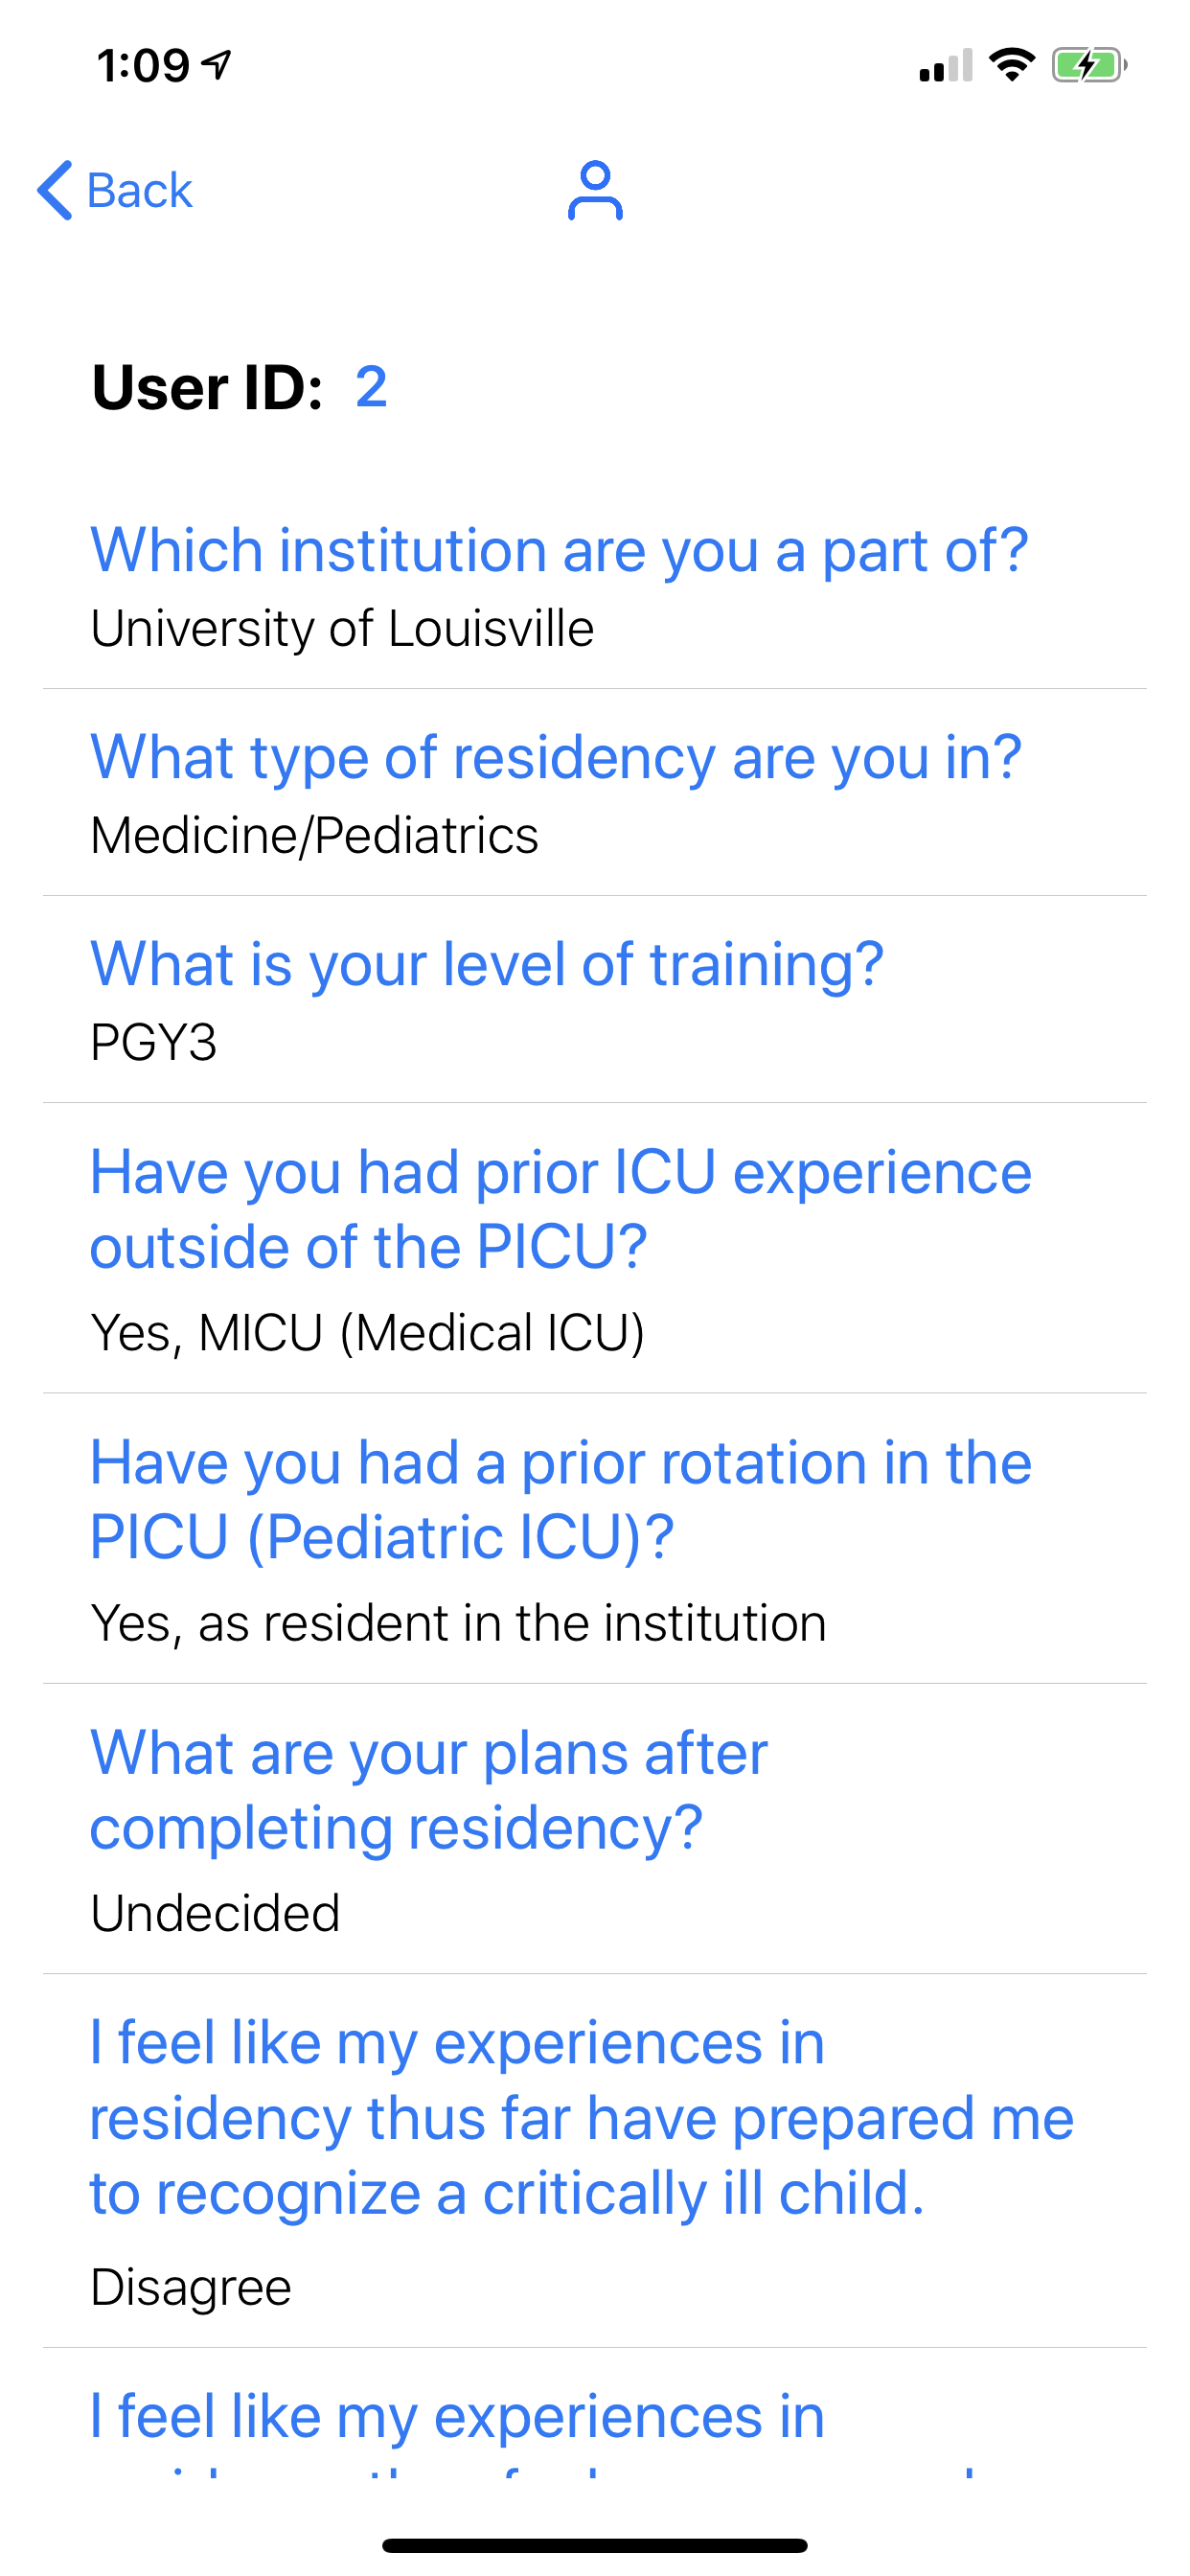 1:09
Back
User ID: 2
Which institution are you a part of?
University of Louisville
What type of residency are you in?
Medicine/Pediatrics
What is your level of training?
PGY3
Have you had prior ICU experience
outside of the PICU?
Yes, MICU (Medical ICU)
Have you had a prior rotation in the
PICU (Pediatric ICU)?
Yes, as resident in the institution
What are your plans after
completing residency?
Undecided
I feel like my experiences in
residency thus far have prepared me
to recognize a critically ill child.
Disagree
I feel like my experiences in